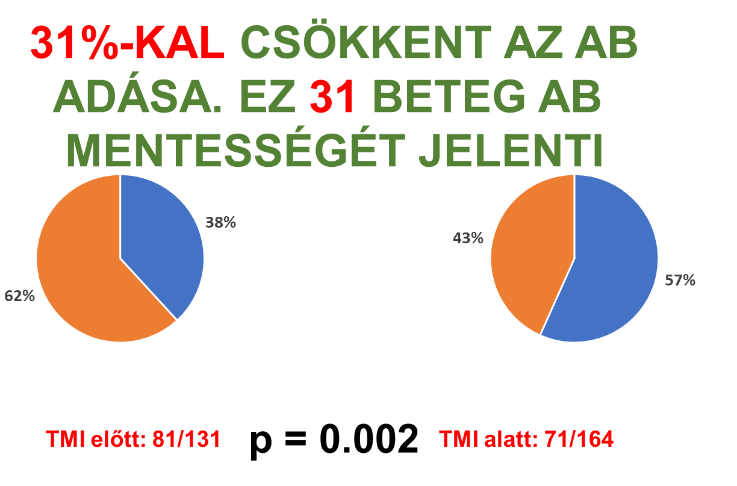 31%-KAL CSÖKKENT AZ AB
ADÁSA. EZ 31 BETEG AB
MENTESSÉGÉT JELENTI
38%
62%
43%
57%
TMI előtt: 81/131
p = 0.002
TMI alatt: 71/164